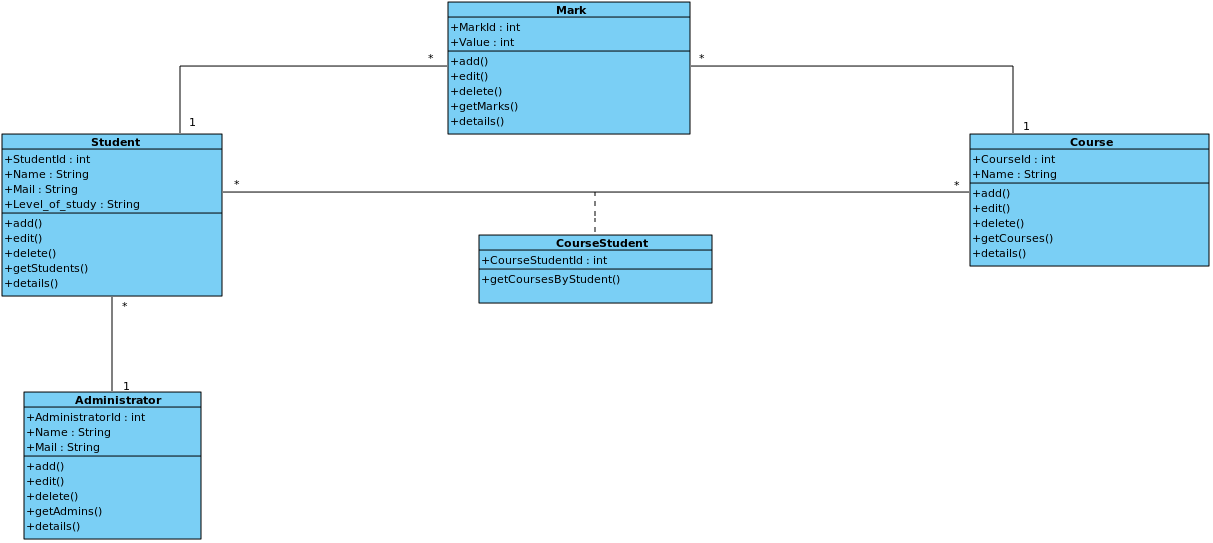 Mark
+MarkId : int
+Value : int
+add()
+edit()
+delete()
+getMarks()
+details()
*
*
1
1
Student
+StudentId : int
+Name : String
+Mail : String
+Level_of_study : String
+add()
+edit()
+delete()
+getStudents()
+details()
*
*
Course
+CourseId : int
+Name : String
+add()
+edit()
+delete()
+getCourses()
+details()
CourseStudent
+CourseStudentId : int
+getCoursesByStudent()
*
1
Administrator
+AdministratorId : int
+Name : String
+Mail : String
+add()
+edit()
+delete()
+getAdmins()
+details()